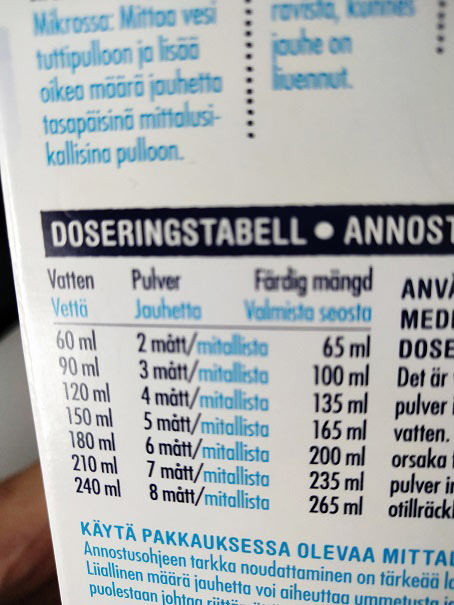 Mikrossa: Mittaa vesi
tuttipulloon ja lisää
oikea määrä jauhetta
tasapäisinä mittalusi-
kallisina pulloon.
ravista, kunnes
jauhe on
liuennut.
DOSERINGSTABELL • ANNOST
Vatten Pulver Färdig mängd
Vettä Jauhetta Valmista seosta
60 ml 2 mått/mitallista 65 ml
90 ml 3 mått/mitallista 100 ml
120 ml 4 mått/mitallista 135 ml
150 ml 5 mått/mitallista 165 ml
180 ml 6 mått/mitallista 200 ml
210 ml 7 mått/mitallista 235 ml
240 ml 8 mått/mitallista 265 ml
ANVÄ
MEDI
DOSE
Det är
pulver i
vatten.
orsaka
pulver in
otillräckl
KÄYTÄ PAKKAUKSESSA OLEVAA MITTAL
Annostusohjeen tarkka noudattaminen on tärkeää
Liiallinen määrä jauhetta voi aiheuttaa ummetusta
puolestaan johtaa